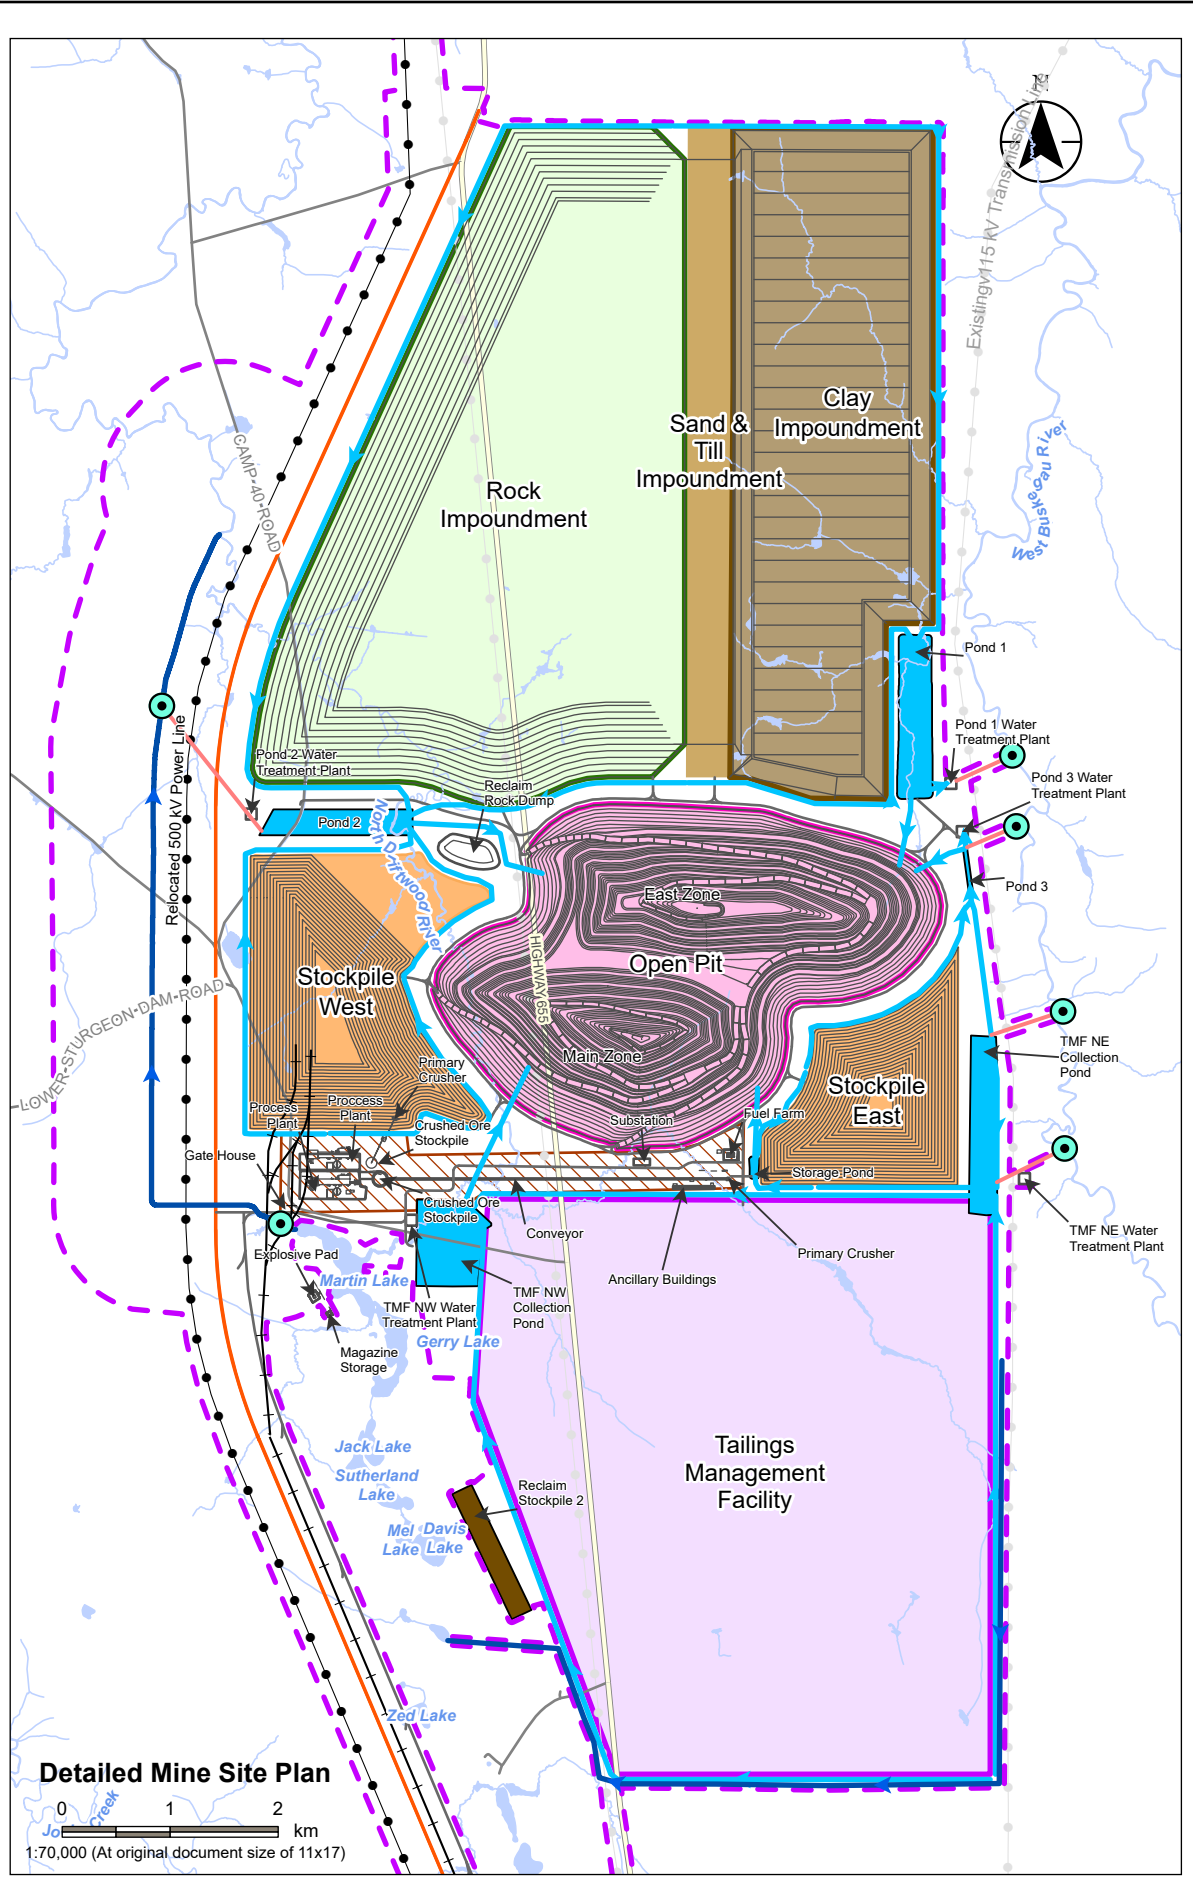 N
Existing 115 kV Transmission Line
Clay
Impoundment
Sand &
Till
Impoundment
Rock
Impoundment
CAMP-40-ROAD
West Buskegau River
Pond 1
Relocated 500 kV Power Line
Pond 2 Water
Treatment Plant
Pond 1 Water
Treatment Plant
Reclaim
Rock Dump
Pond 3 Water
Treatment Plant
Pond 2
North Driftwood River
Pond 3
East Zone
Open Pit
HIGHWAY 655
Stockpile
West
LOWER-STURGEON-DAM-ROAD
Main Zone
TMF NE
Collection
Pond
Primary
Crusher
Stockpile
East
Process
Plant
Proccess
Plant
Crushed Ore
Stockpile
Substation
Fuel Farm
Gate House
Storage Pond
Crushed Ore
Stockpile
Conveyor
Primary Crusher
TMF NE Water
Treatment Plant
Explosive Pad
Martin Lake
Ancillary Buildings
TMF NW
Collection
Pond
TMF NW Water
Treatment Plant
Gerry Lake
Magazine
Storage
Jack Lake
Sutherland
Lake
Tailings
Management
Facility
Reclaim
Stockpile 2
Mel
Lake
Davis
Lake
Zed Lake
Detailed Mine Site Plan
0 1 2
km
Creek
1:70,000 (At original document size of 11x17)